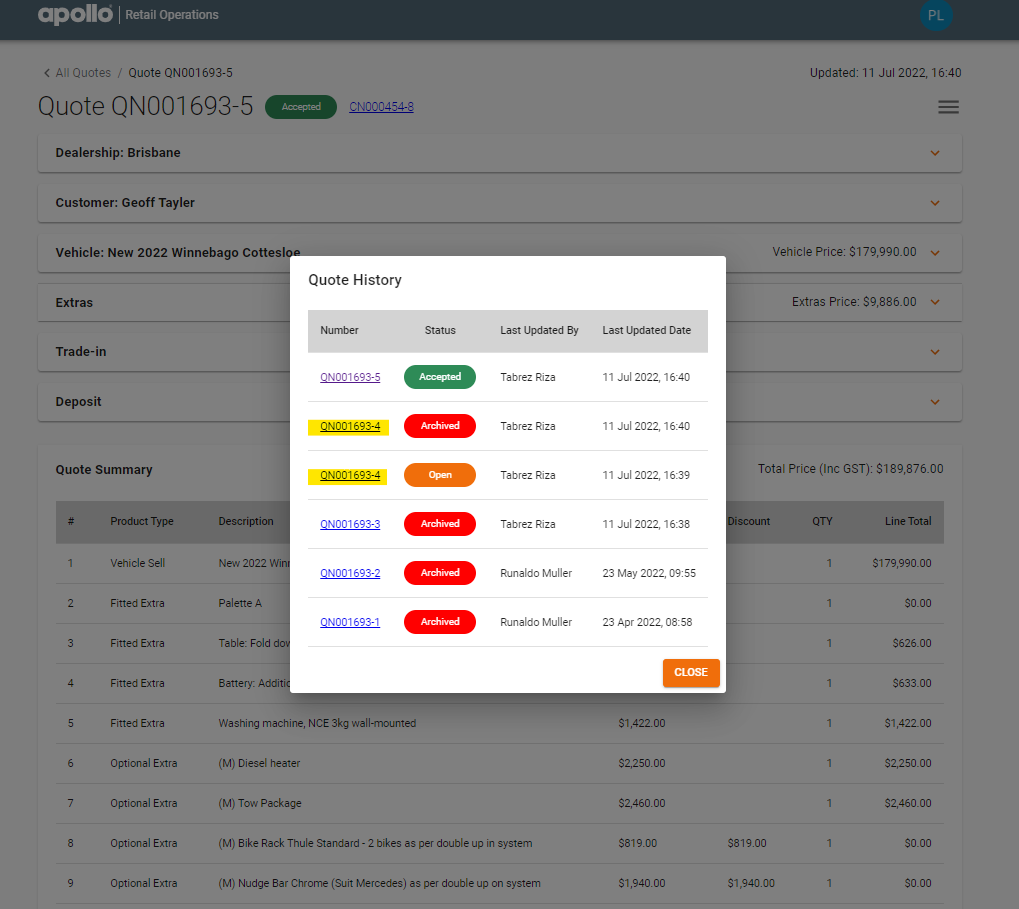 apollo Retail Operations PL
All Quotes / Quote QN001693-5 Updated: 11 Jul 2022, 16:40
Quote QN001693-5 Accepted CN000454-8
Dealership: Brisbane
Customer: Geoff Tayler
Vehicle: New 2022 Winnebago Cottesloe Vehicle Price: $179,990.00
Extras Extras Price: $9,886.00
Trade-in
Deposit
Quote Summary Total Price (Inc GST): $189,876.00
# Product Type Description Discount QTY Line Total
1 Vehicle Sell New 2022 Winn 1 $179,990.00
2 Fitted Extra Palette A 1 $0.00
3 Fitted Extra Table: Fold dow 1 $626.00
4 Fitted Extra Battery: Additio 1 $633.00
5 Fitted Extra Washing machine, NCE 3kg wall-mounted $1,422.00 1 $1,422.00
6 Optional Extra (M) Diesel heater $2,250.00 1 $2,250.00
7 Optional Extra (M) Tow Package $2,460.00 1 $2,460.00
8 Optional Extra (M) Bike Rack Thule Standard - 2 bikes as per double up in system $819.00 $819.00 1 $0.00
9 Optional Extra (M) Nudge Bar Chrome (Suit Mercedes) as per double up on system $1,940.00 $1,940.00 1 $0.00
Quote History
Number Status Last Updated By Last Updated Date
QN001693-5 Accepted Tabrez Riza 11 Jul 2022, 16:40
QN001693-4 Archived Tabrez Riza 11 Jul 2022, 16:40
QN001693-4 Open Tabrez Riza 11 Jul 2022, 16:39
QN001693-3 Archived Tabrez Riza 11 Jul 2022, 16:38
QN001693-2 Archived Runaldo Muller 23 May 2022, 09:55
QN001693-1 Archived Runaldo Muller 23 Apr 2022, 08:58
CLOSE